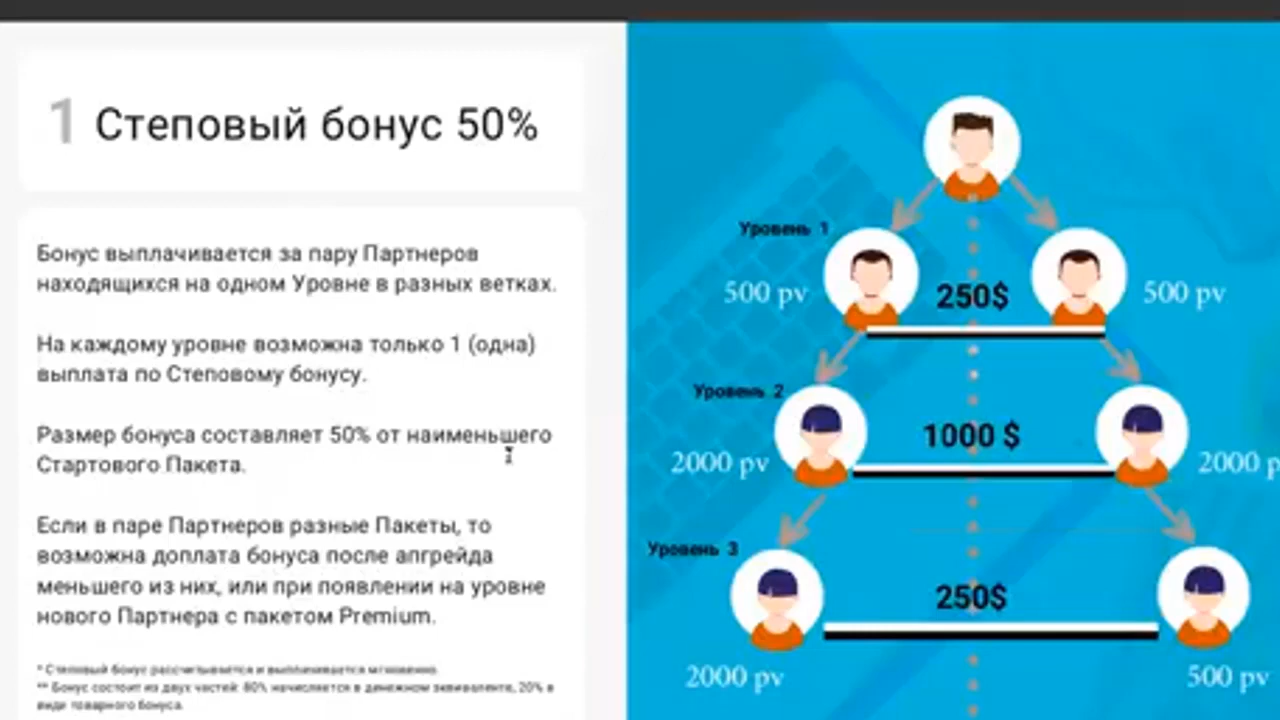 1 Степовый бонус 50%
Бонус выплачивается за пару Партнеров
находящихся на одном Уровне в разных ветках.
На каждому уровне возможна только 1 (одна)
выплата по Степовому бонусу.
Размер бонуса составляет 50% от наименьшего
Стартового Пакета.
Если в паре Партнеров разные Пакеты, то
возможна доплата бонуса после апгрейда
меньшего из них, или при появлении на уровне
нового Партнера с пакетом Premium.
* Степовый бонус рассчитывается и выплачивается мгновенно.
** Бонус состоит из двух частей: 80% начисляется в денежном эквиваленте, 20% в
виде товарного бонуса.
Уровень 1
500 pv
250$
500 pv
Уровень 2
2000 pv
1000 $
2000 p
Уровень 3
250$
2000 pv
500 pv